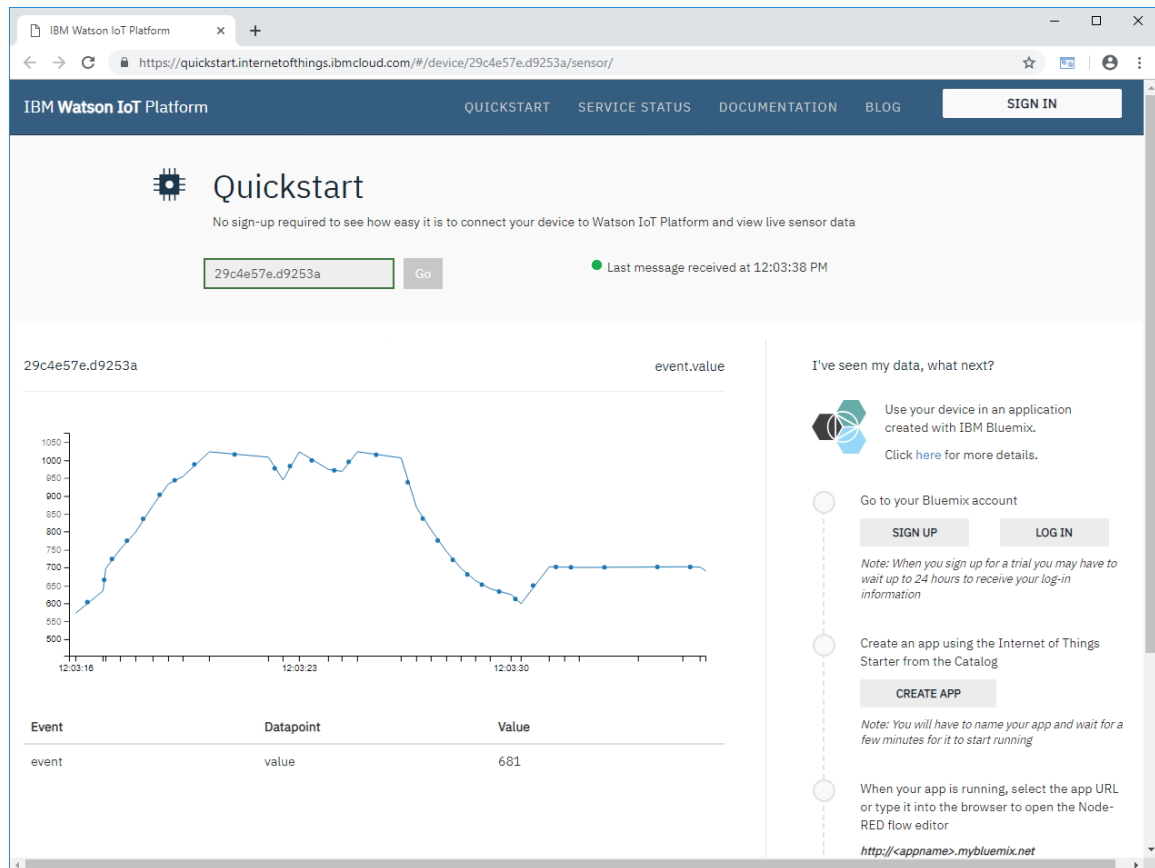 IBM Watson IoT Platform
https://quickstart.internetofthings.ibmcloud.com/#/device/29c4e57e.d9253a/sensor/
IBM Watson IoT Platform
QUICKSTART
SERVICE STATUS
DOCUMENTATION
BLOG
SIGN IN
Quickstart
No sign-up required to see how easy it is to connect your device to Watson IoT Platform and view live sensor data
29c4e57e.d9253a
Go
Last message received at 12:03:38 PM
29c4e57e.d9253a
event.value
1050
1000
950
900
850
800
750
700
650
600
550
500
12:03:16
12:03:23
12:03:30
Event
Datapoint
Value
event
value
681
I've seen my data, what next?
Use your device in an application
created with IBM Bluemix.
Click here for more details.
Go to your Bluemix account
SIGN UP
LOG IN
Note: When you sign up for a trial you may have to
wait up to 24 hours to receive your log-in
information
Create an app using the Internet of Things
Starter from the Catalog
CREATE APP
Note: You will have to name your app and wait for a
few minutes for it to start running
When your app is running, select the app URL
or type it into the browser to open the Node-
RED flow editor
http://<appname>.mybluemix.net